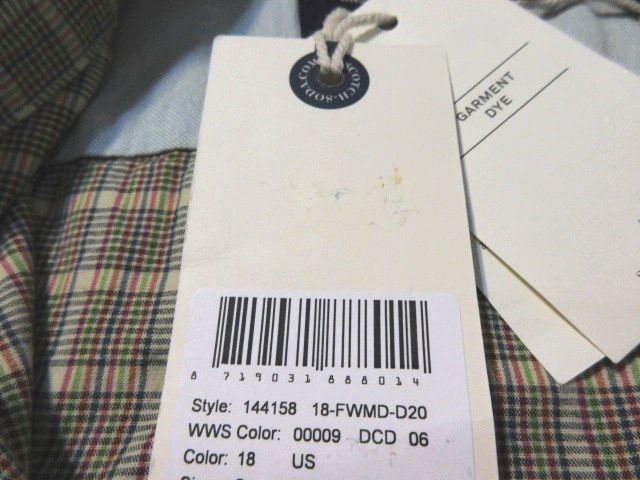 SCOTCH-SODA.COM
GARMENT
DYE
8 719031 888014
Style: 144158 18-FWMD-D20
WWS Color: 00009 DCD 06
Color: 18 US